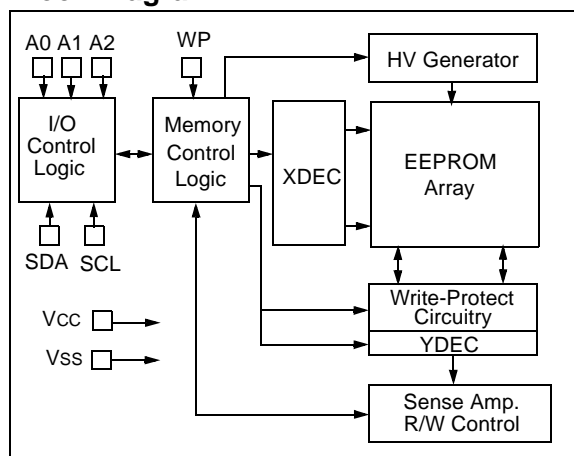 A0 A1 A2
WP
HV Generator
I/O
Control
Logic
Memory
Control
Logic
XDEC
EEPROM
Array
SDA
SCL
Write-Protect
Circuitry
YDEC
VCC
VSS
Sense Amp.
R/W Control